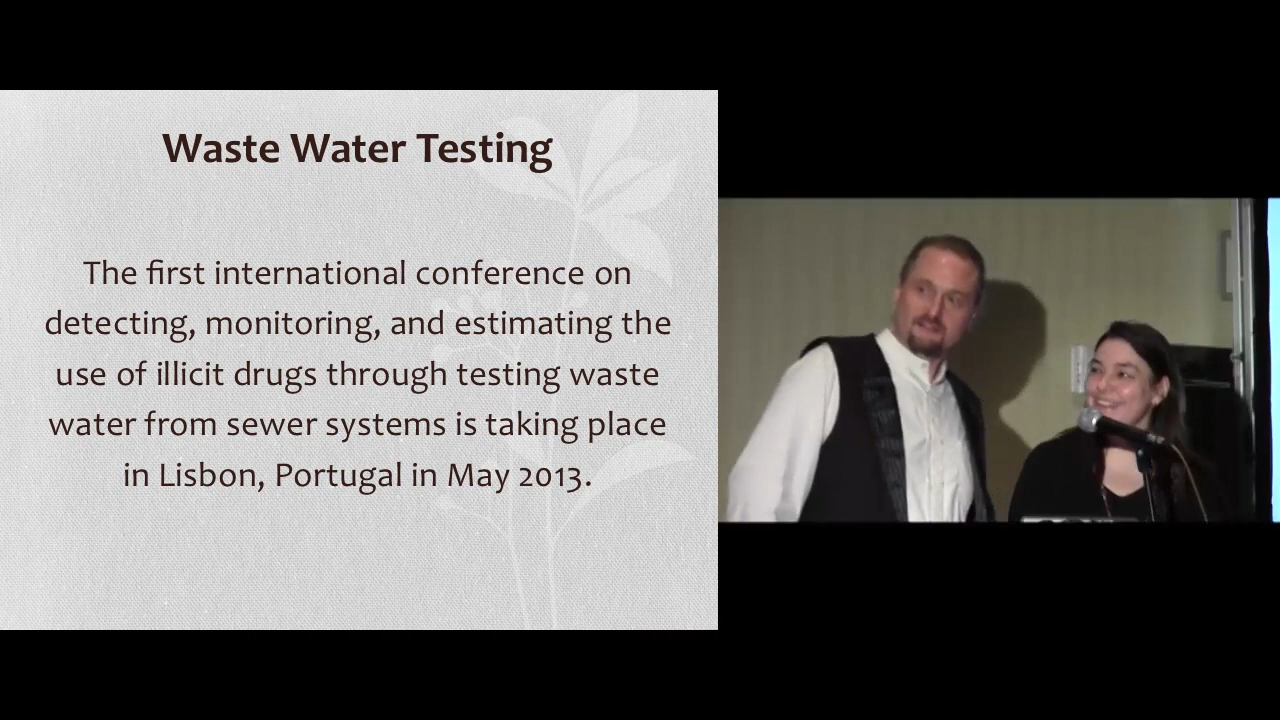 Waste Water Testing
The first international conference on
detecting, monitoring, and estimating the
use of illicit drugs through testing waste
water from sewer systems is taking place
in Lisbon, Portugal in May 2013.